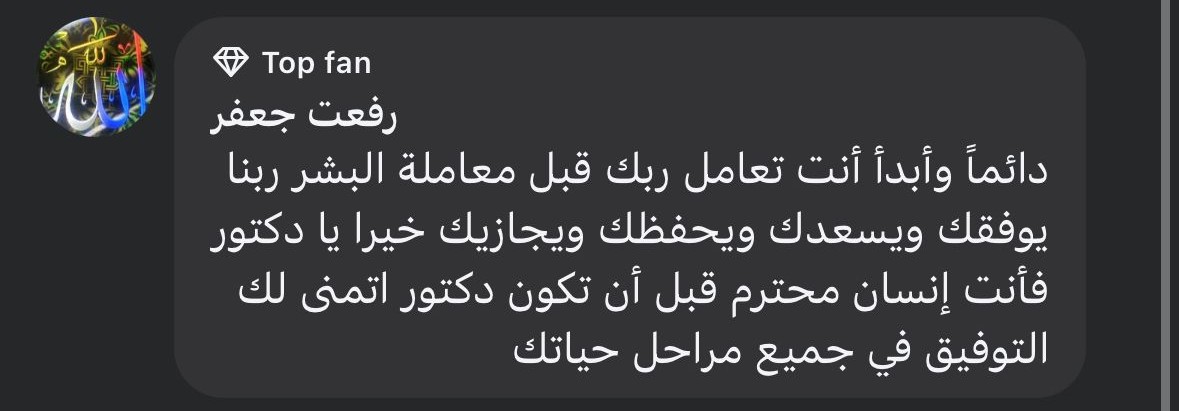 الله
Top fan
رفعت جعفر
دائماً وأبدأ أنت تعامل ربك قبل معاملة البشر ربنا
يوفقك ويسعدك ويحفظك ويجازيك خيرا يا دكتور
فأنت إنسان محترم قبل أن تكون دكتور اتمنى لك
التوفيق في جميع مراحل حياتك